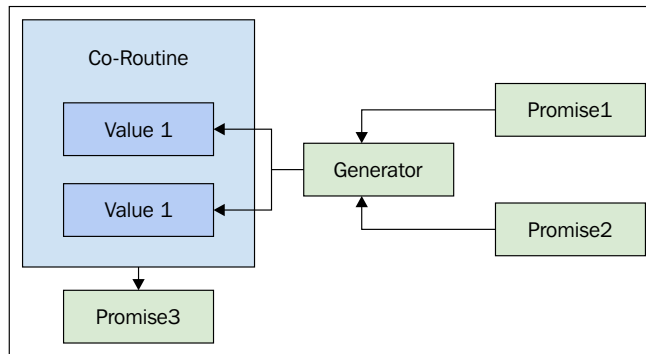 Co-Routine
Value 1
Value 1
Generator
Promise1
Promise2
Promise3